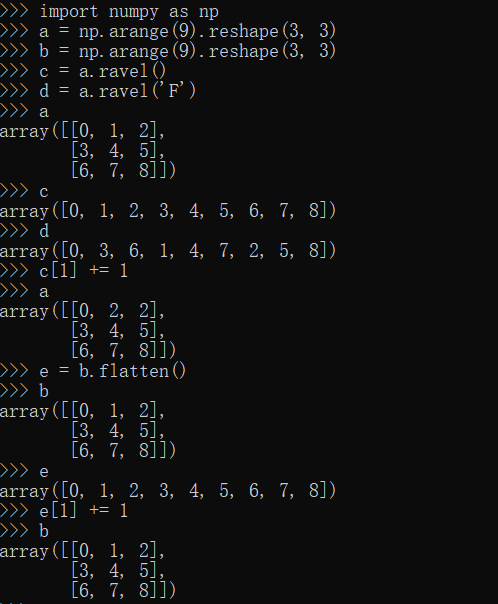 >>> import numpy as np
>>> a = np.arange(9).reshape(3, 3)
>>> b = np.arange(9).reshape(3, 3)
>>> c = a.ravel()
>>> d = a.ravel('F')
>>> a
array([[0, 1, 2],
       [3, 4, 5],
       [6, 7, 8]])
>>> c
array([0, 1, 2, 3, 4, 5, 6, 7, 8])
>>> d
array([0, 3, 6, 1, 4, 7, 2, 5, 8])
>>> c[1] += 1
>>> a
array([[0, 2, 2],
       [3, 4, 5],
       [6, 7, 8]])
>>> e = b.flatten()
>>> b
array([[0, 1, 2],
       [3, 4, 5],
       [6, 7, 8]])
>>> e
array([0, 1, 2, 3, 4, 5, 6, 7, 8])
>>> e[1] += 1
>>> b
array([[0, 1, 2],
       [3, 4, 5],
       [6, 7, 8]])